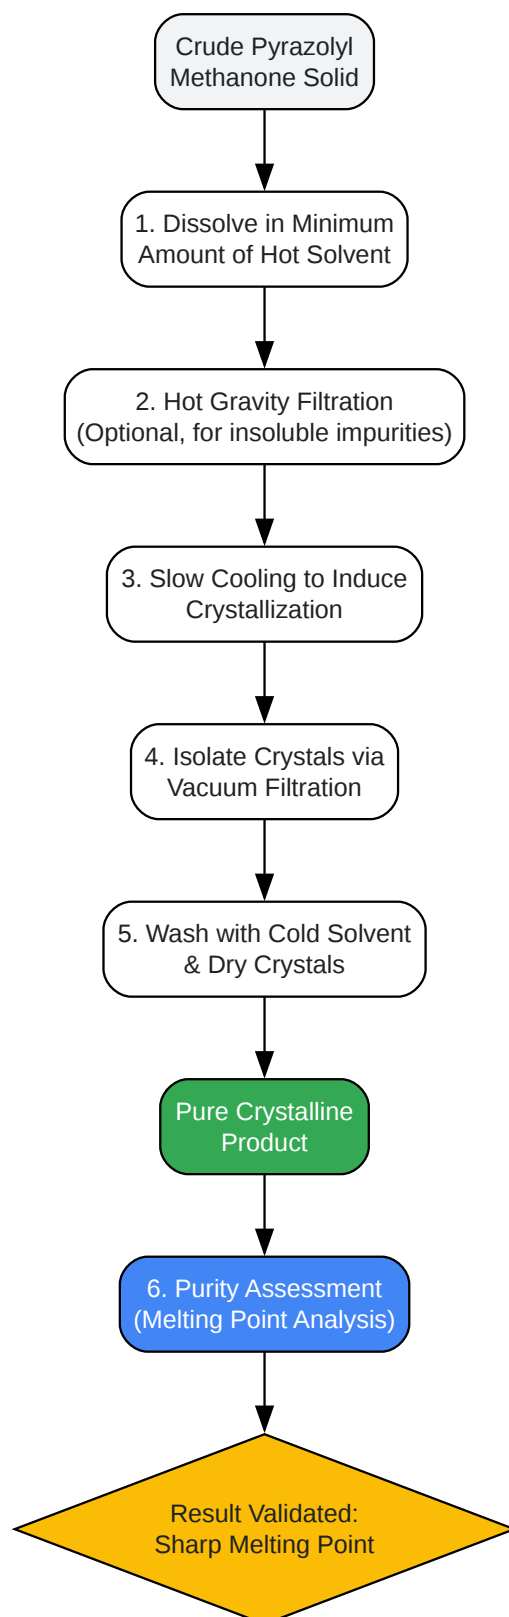 Crude Pyrazolyl
Methanone Solid
1. Dissolve in Minimum
Amount of Hot Solvent
2. Hot Gravity Filtration
(Optional, for insoluble impurities)
3. Slow Cooling to Induce
Crystallization
4. Isolate Crystals via
Vacuum Filtration
5. Wash with Cold Solvent
& Dry Crystals
Pure Crystalline
Product
6. Purity Assessment
(Melting Point Analysis)
Result Validated:
Sharp Melting Point